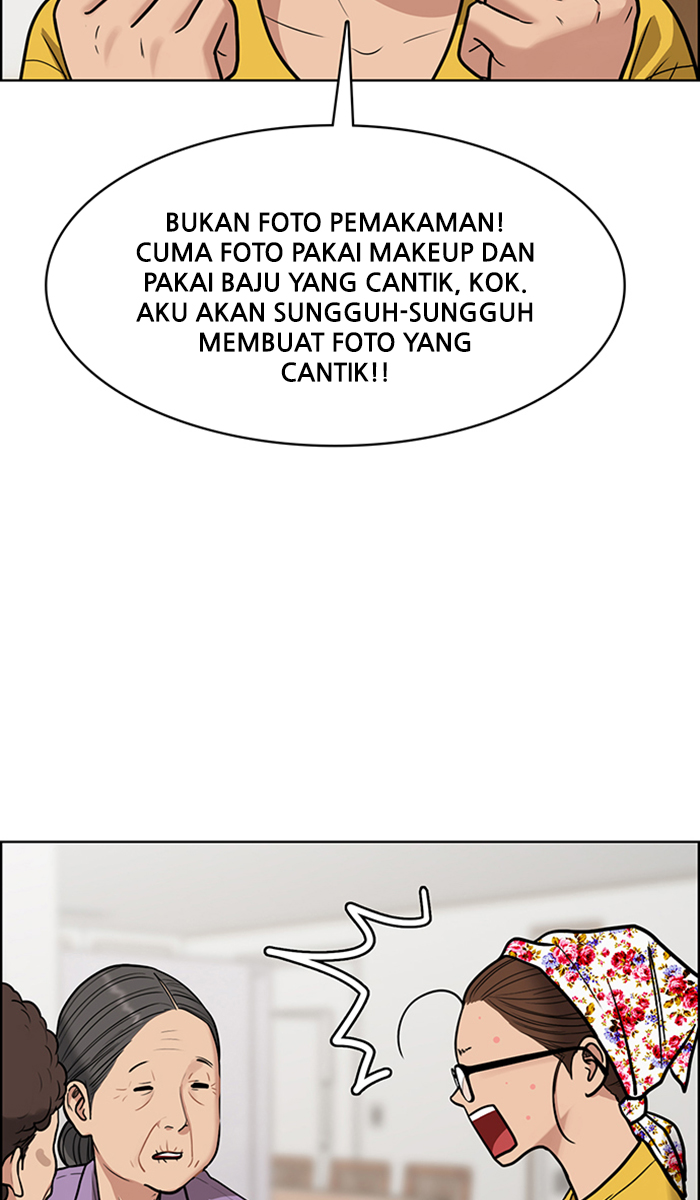 BUKAN FOTO PEMAKAMAN!
CUMA FOTO PAKAI MAKEUP DAN
PAKAI BAJU YANG CANTIK, KOK.
AKU AKAN SUNGGUH-SUNGGUH
MEMBUAT FOTO YANG
CANTIK!!